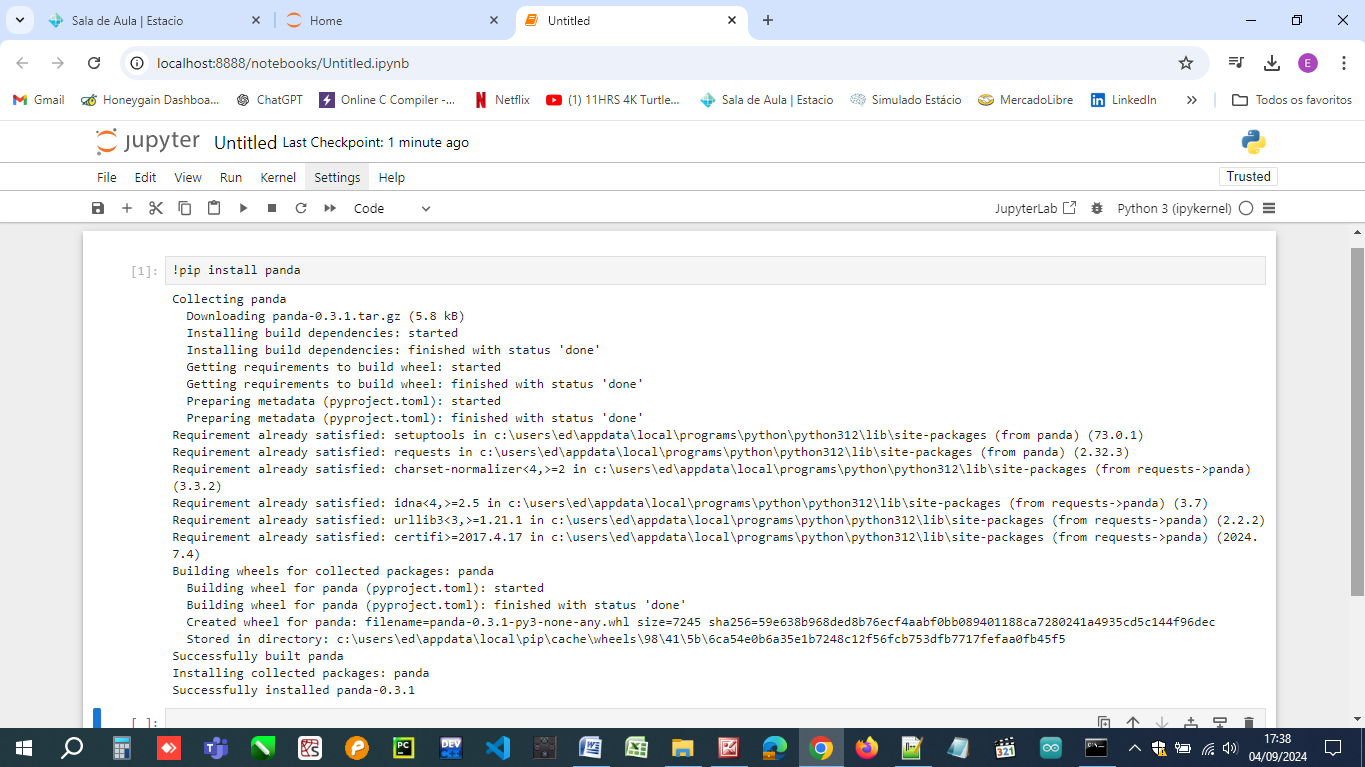 Sala de Aula | Estacio
Home
Untitled
localhost:8888/notebooks/Untitled.ipynb
E
Gmail
Honeygain Dashboa...
ChatGPT
Online C Compiler -...
Netflix
(1) 11HRS 4K Turtle...
Sala de Aula | Estacio
Simulado Estácio
MercadoLibre
LinkedIn
Todos os favoritos
jupyter Untitled Last Checkpoint: 1 minute ago
File Edit View Run Kernel Settings Help
Trusted
Code
JupyterLab
Python 3 (ipykernel)
[1]: !pip install panda
Collecting panda
Downloading panda-0.3.1.tar.gz (5.8 kB)
Installing build dependencies: started
Installing build dependencies: finished with status 'done'
Getting requirements to build wheel: started
Getting requirements to build wheel: finished with status 'done'
Preparing metadata (pyproject.toml): started
Preparing metadata (pyproject.toml): finished with status 'done'
Requirement already satisfied: setuptools in c:\users\ed\appdata\local\programs\python\python312\lib\site-packages (from panda) (73.0.1)
Requirement already satisfied: requests in c:\users\ed\appdata\local\programs\python\python312\lib\site-packages (from panda) (2.32.3)
Requirement already satisfied: charset-normalizer<4,>=2 in c:\users\ed\appdata\local\programs\python\python312\lib\site-packages (from requests->panda)
(3.3.2)
Requirement already satisfied: idna<4,>=2.5 in c:\users\ed\appdata\local\programs\python\python312\lib\site-packages (from requests->panda) (3.7)
Requirement already satisfied: urllib3<3,>=1.21.1 in c:\users\ed\appdata\local\programs\python\python312\lib\site-packages (from requests->panda) (2.2.2)
Requirement already satisfied: certifi>=2017.4.17 in c:\users\ed\appdata\local\programs\python\python312\lib\site-packages (from requests->panda) (2024.
7.4)
Building wheels for collected packages: panda
Building wheel for panda (pyproject.toml): started
Building wheel for panda (pyproject.toml): finished with status 'done'
Created wheel for panda: filename=panda-0.3.1-py3-none-any.whl size=7245 sha256=59e638b968ded8b76ecf4aabf0bb089401188ca7280241a4935cd5c144f96dec
Stored in directory: c:\users\ed\appdata\local\pip\cache\wheels\98\41\5b\6ca54e0b6a35e1b7248c12f56fcb753dfb7717fefaa0fb45f5
Successfully built panda
Installing collected packages: panda
Successfully installed panda-0.3.1
[ ]:
17:38
04/09/2024